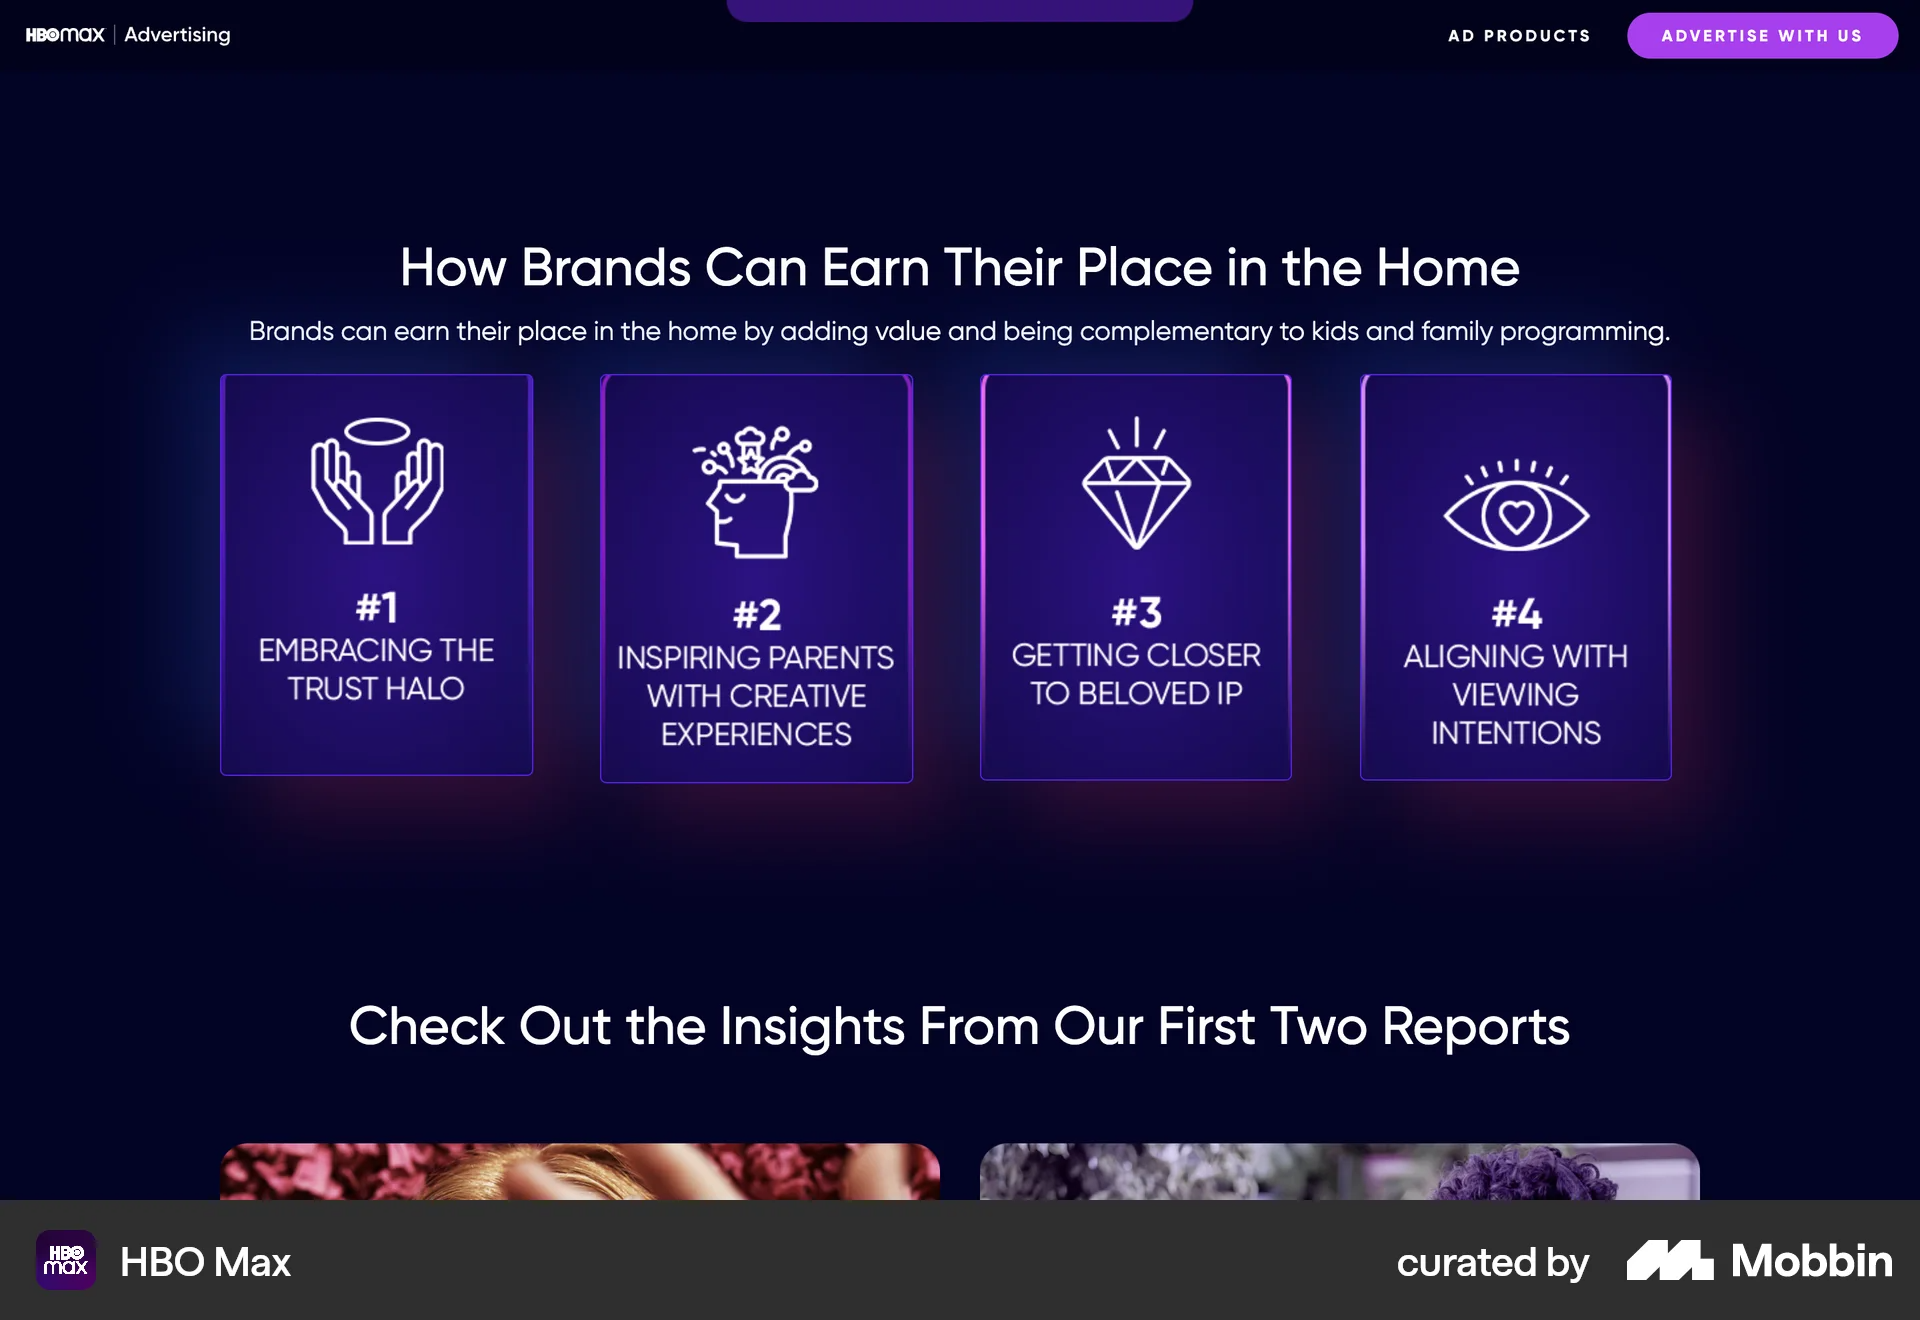 HBOmax | Advertising
AD PRODUCTS
ADVERTISE WITH US
How Brands Can Earn Their Place in the Home
Brands can earn their place in the home by adding value and being complementary to kids and family programming.
#1
EMBRACING THE
TRUST HALO
#2
INSPIRING PARENTS
WITH CREATIVE
EXPERIENCES
#3
GETTING CLOSER
TO BELOVED IP
#4
ALIGNING WITH
VIEWING
INTENTIONS
Check Out the Insights From Our First Two Reports
HBO
max
HBO Max
curated by
Mobbin